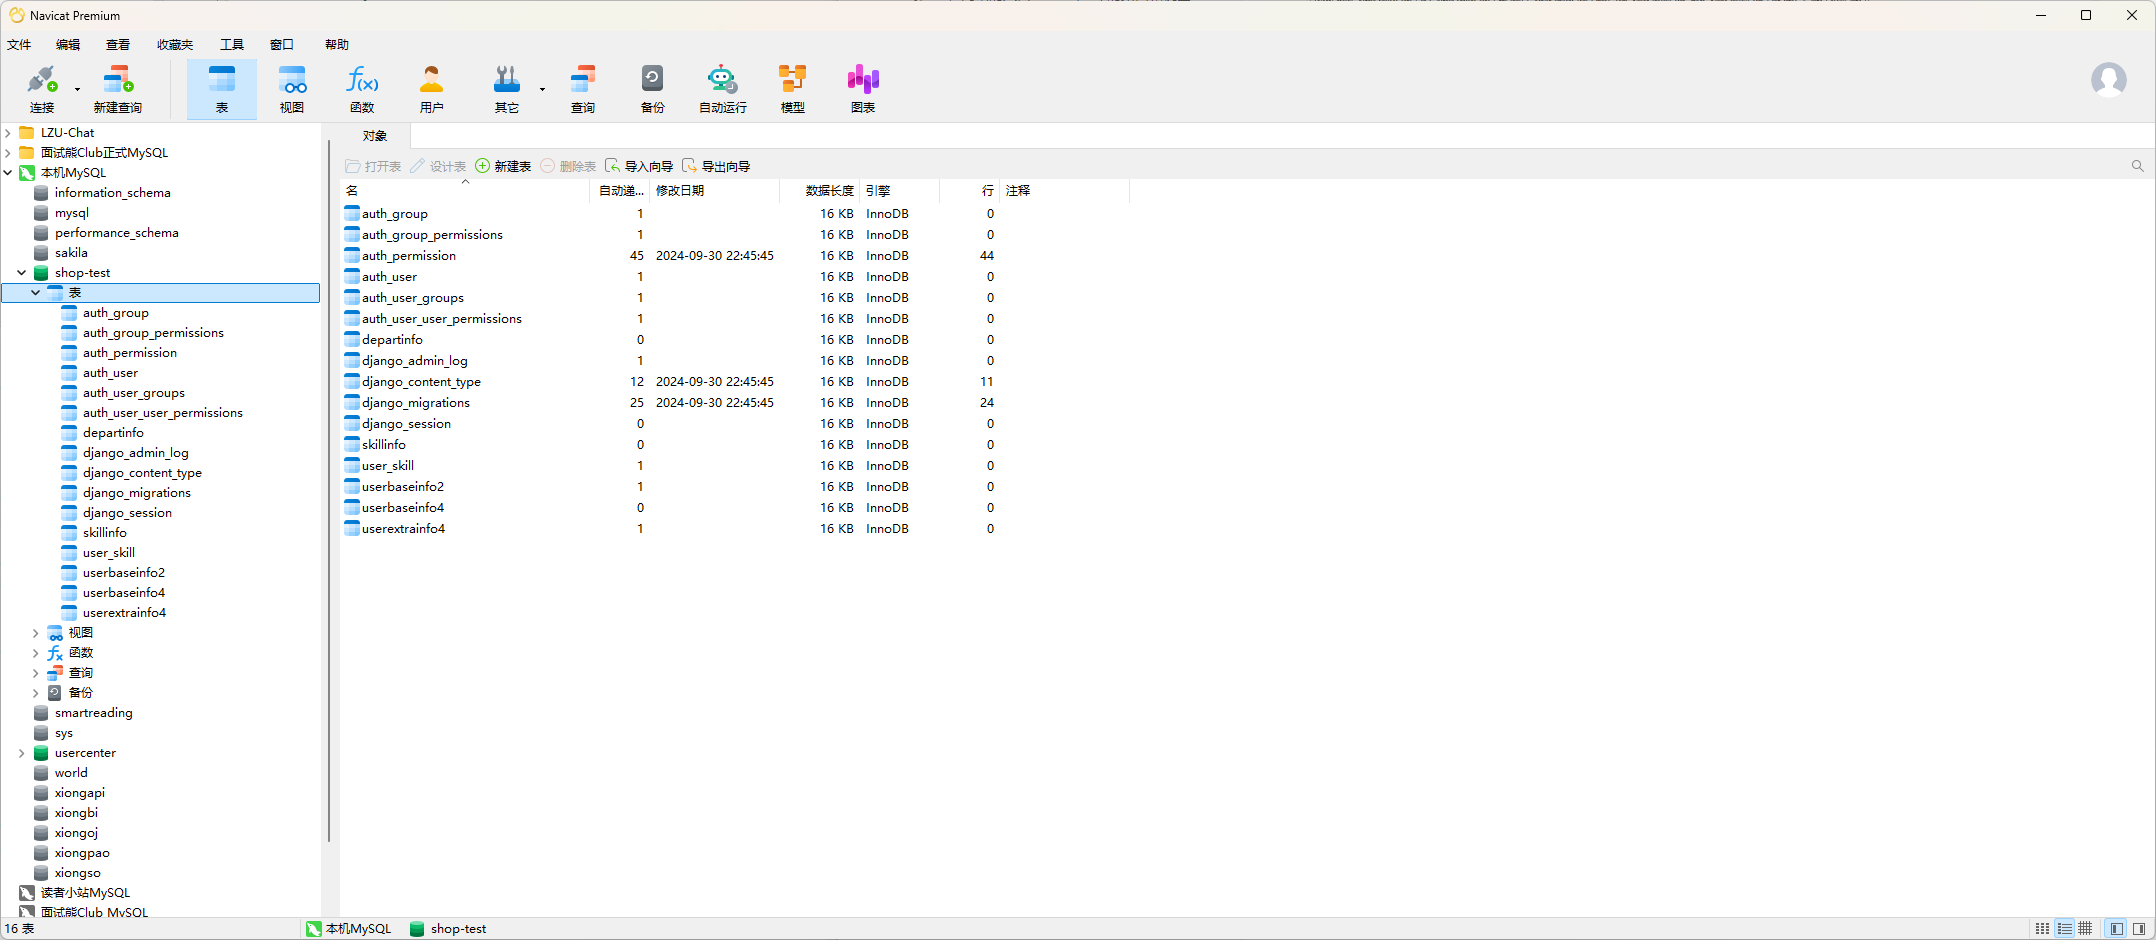 Navicat Premium
文件 编辑 查看 收藏夹 工具 窗口 帮助
连接 新建查询 表 视图 函数 用户 其它 查询 备份 自动运行 模型 图表
LZU-Chat
面试熊Club正式MySQL
本机MySQL
information_schema
mysql
performance_schema
sakila
shop-test
表
auth_group
auth_group_permissions
auth_permission
auth_user
auth_user_groups
auth_user_user_permissions
departinfo
django_admin_log
django_content_type
django_migrations
django_session
skillinfo
user_skill
userbaseinfo2
userbaseinfo4
userextrainfo4
视图
函数
查询
备份
smartreading
sys
usercenter
world
xiongapi
xiongbi
xiongoj
xiongpao
xiongso
读者小站MySQL
面试熊Club MySQL
对象
打开表 设计表 新建表 删除表 导入向导 导出向导
名 自动递... 修改日期 数据长度 引擎 行 注释
auth_group 1 16 KB InnoDB 0
auth_group_permissions 1 16 KB InnoDB 0
auth_permission 45 2024-09-30 22:45:45 16 KB InnoDB 44
auth_user 1 16 KB InnoDB 0
auth_user_groups 1 16 KB InnoDB 0
auth_user_user_permissions 1 16 KB InnoDB 0
departinfo 0 16 KB InnoDB 0
django_admin_log 1 16 KB InnoDB 0
django_content_type 12 2024-09-30 22:45:45 16 KB InnoDB 11
django_migrations 25 2024-09-30 22:45:45 16 KB InnoDB 24
django_session 0 16 KB InnoDB 0
skillinfo 0 16 KB InnoDB 0
user_skill 1 16 KB InnoDB 0
userbaseinfo2 1 16 KB InnoDB 0
userbaseinfo4 0 16 KB InnoDB 0
userextrainfo4 1 16 KB InnoDB 0
16 表 本机MySQL shop-test